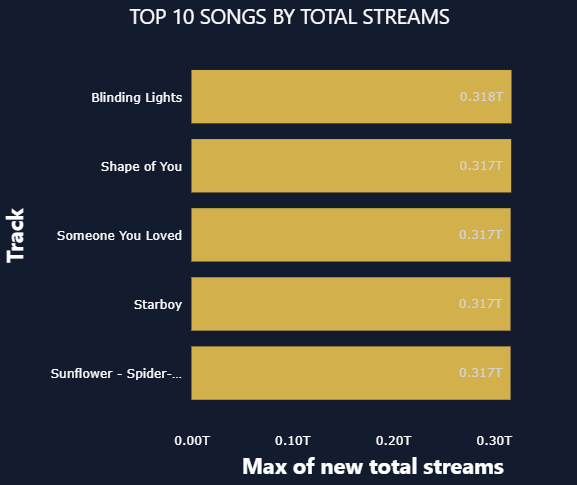 TOP 10 SONGS BY TOTAL STREAMS
Blinding Lights
0.318T
Shape of You
0.317T
Someone You Loved
0.317T
Starboy
0.317T
Sunflower - Spider-...
0.317T
Track
0.00T 0.10T 0.20T 0.30T
Max of new total streams